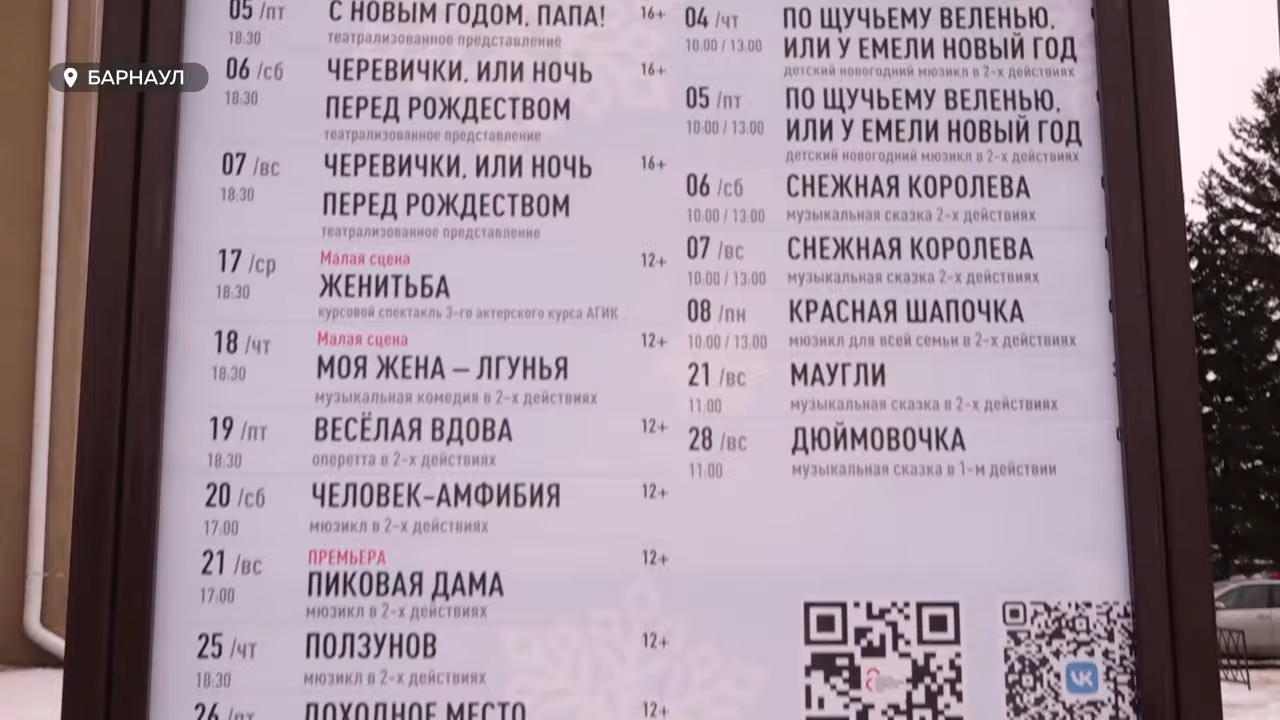 БАРНАУЛ
05 /пт С НОВЫМ ГОДОМ, ПАПА! 16+
18:30 театрализованное представление
06 /сб ЧЕРЕВИЧКИ, ИЛИ НОЧЬ 16+
18:30 ПЕРЕД РОЖДЕСТВОМ
театрализованное представление
07 /вс ЧЕРЕВИЧКИ, ИЛИ НОЧЬ 16+
18:30 ПЕРЕД РОЖДЕСТВОМ
театрализованное представление
Малая сцена
17 /ср ЖЕНИТЬБА 12+
18:30 курсовой спектакль 3-го актерского курса АГИК
Малая сцена
18 /чт МОЯ ЖЕНА – ЛГУНЬЯ 12+
18:30 музыкальная комедия в 2-х действиях
19 /пт ВЕСЁЛАЯ ВДОВА 12+
18:30 оперетта в 2-х действиях
20 /сб ЧЕЛОВЕК-АМФИБИЯ 12+
17:00 мюзикл в 2-х действиях
ПРЕМЬЕРА
21 /вс ПИКОВАЯ ДАМА 12+
17:00 мюзикл в 2-х действиях
25 /чт ПОЛЗУНОВ 12+
18:30 мюзикл в 2-х действиях
26 /пт ДОХОДНОЕ МЕСТО 12+
04 /чт ПО ЩУЧЬЕМУ ВЕЛЕНЬЮ,
10:00 / 13:00 ИЛИ У ЕМЕЛИ НОВЫЙ ГОД
детский новогодний мюзикл в 2-х действиях
05 /пт ПО ЩУЧЬЕМУ ВЕЛЕНЬЮ,
10:00 / 13:00 ИЛИ У ЕМЕЛИ НОВЫЙ ГОД
детский новогодний мюзикл в 2-х действиях
06 /сб СНЕЖНАЯ КОРОЛЕВА
10:00 / 13:00 музыкальная сказка 2-х действиях
07 /вс СНЕЖНАЯ КОРОЛЕВА
10:00 / 13:00 музыкальная сказка 2-х действиях
08 /пн КРАСНАЯ ШАПОЧКА
10:00 / 13:00 мюзикл для всей семьи в 2-х действиях
21 /вс МАУГЛИ
11:00 музыкальная сказка в 2-х действиях
28 /вс ДЮЙМОВОЧКА
11:00 музыкальная сказка в 1-м действии